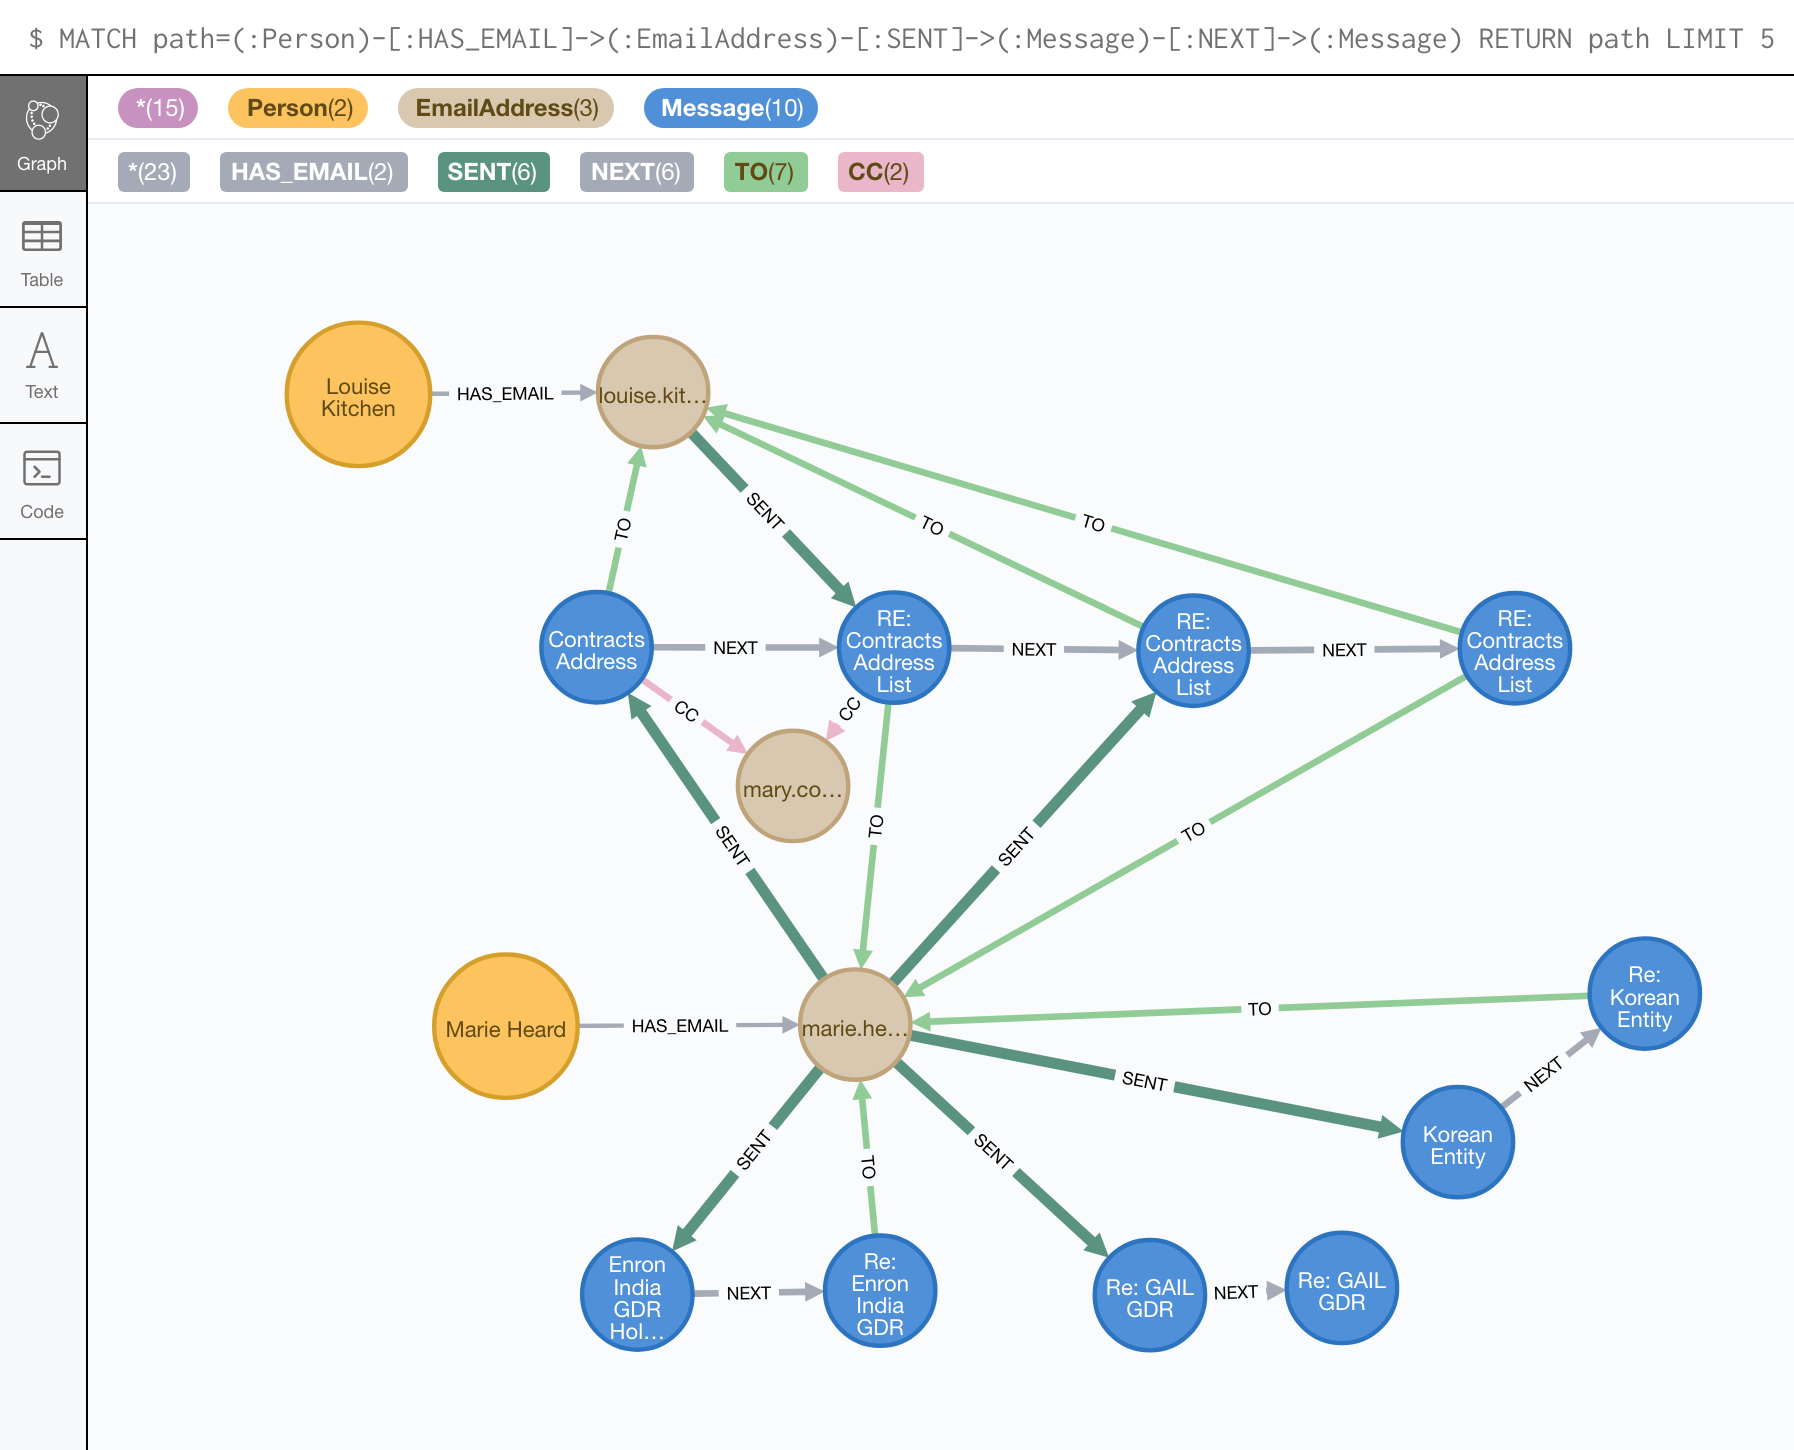 $ MATCH path=(:Person)-[:HAS_EMAIL]->(:EmailAddress)-[:SENT]->(:Message)-[:NEXT]->(:Message) RETURN path LIMIT 5
*(15) Person(2) EmailAddress(3) Message(10)
*(23) HAS_EMAIL(2) SENT(6) NEXT(6) TO(7) CC(2)
Graph
Table
Text
Code
Louise
Kitchen
HAS_EMAIL
louise.kit…
SENT
TO
TO
TO
Contracts
Address
NEXT
RE:
Contracts
Address
List
NEXT
RE:
Contracts
Address
List
NEXT
RE:
Contracts
Address
List
CC
CC
mary.co…
SENT
TO
SENT
TO
Marie Heard
HAS_EMAIL
marie.he…
TO
Re:
Korean
Entity
NEXT
SENT
Korean
Entity
SENT
TO
SENT
Enron
India
GDR
Hol…
NEXT
Re:
Enron
India
GDR
Re: GAIL
GDR
NEXT
Re: GAIL
GDR